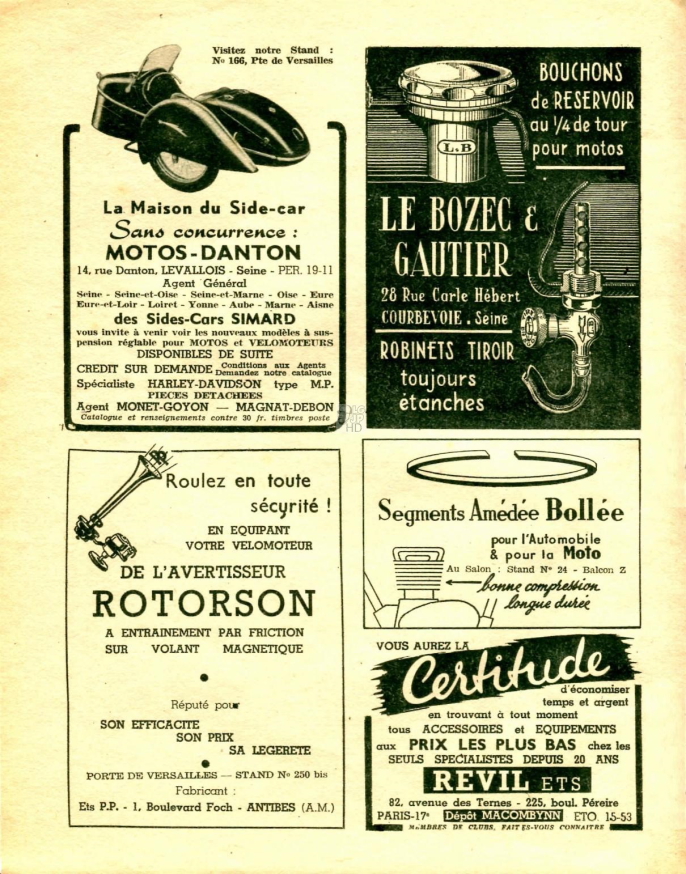 Visitez notre Stand :
No 166, Pte de Versailles
La Maison du Side-car
Sans concurrence :
MOTOS-DANTON
14, rue Danton, LEVALLOIS - Seine - PER. 19-11
Agent Général
Seine - Seine-et-Oise - Seine-et-Marne - Oise - Eure
Eure-et-Loir - Loiret - Yonne - Aube - Marne - Aisne
des Sides-Cars SIMARD
vous invite à venir voir les nouveaux modèles à sus-
pension réglable pour MOTOS et VELOMOTEURS
DISPONIBLES DE SUITE
CREDIT SUR DEMANDE Conditions aux Agents
Demandez notre catalogue
Spécialiste HARLEY-DAVIDSON type M.P.
PIECES DETACHEES
Agent MONET-GOYON — MAGNAT-DEBON
Catalogue et renseignements contre 30 fr. timbres poste
BOUCHONS
de RESERVOIR
au 1/4 de tour
pour motos
L.B
LE BOZEC &
GAUTIER
28 Rue Carle Hébert
COURBEVOIE . Seine
ROBINETS TIROIR
toujours
étanches
HD
Roulez en toute
sécyrité !
EN EQUIPANT
VOTRE VELOMOTEUR
DE L'AVERTISSEUR
ROTORSON
A ENTRAINEMENT PAR FRICTION
SUR VOLANT MAGNETIQUE
Réputé pour
SON EFFICACITE
SON PRIX
SA LEGERETE
PORTE DE VERSAILLES — STAND No 250 bis
Fabricant :
Ets P.P. - 1, Boulevard Foch - ANTIBES (A.M.)
Segments Amédée Bollée
pour l'Automobile
& pour la Moto
Au Salon : Stand No 24 - Balcon Z
bonne compression
longue durée
VOUS AUREZ LA
Certitude
d'économiser
temps et argent
en trouvant à tout moment
tous ACCESSOIRES et EQUIPEMENTS
aux PRIX LES PLUS BAS chez les
SEULS SPECIALISTES DEPUIS 20 ANS
REVIL ETS
82, avenue des Ternes - 225, boul. Péreire
PARIS-17e Dépôt MACOMBYNN ETO. 15-53
MEMBRES DE CLUBS, FAITES-VOUS CONNAITRE